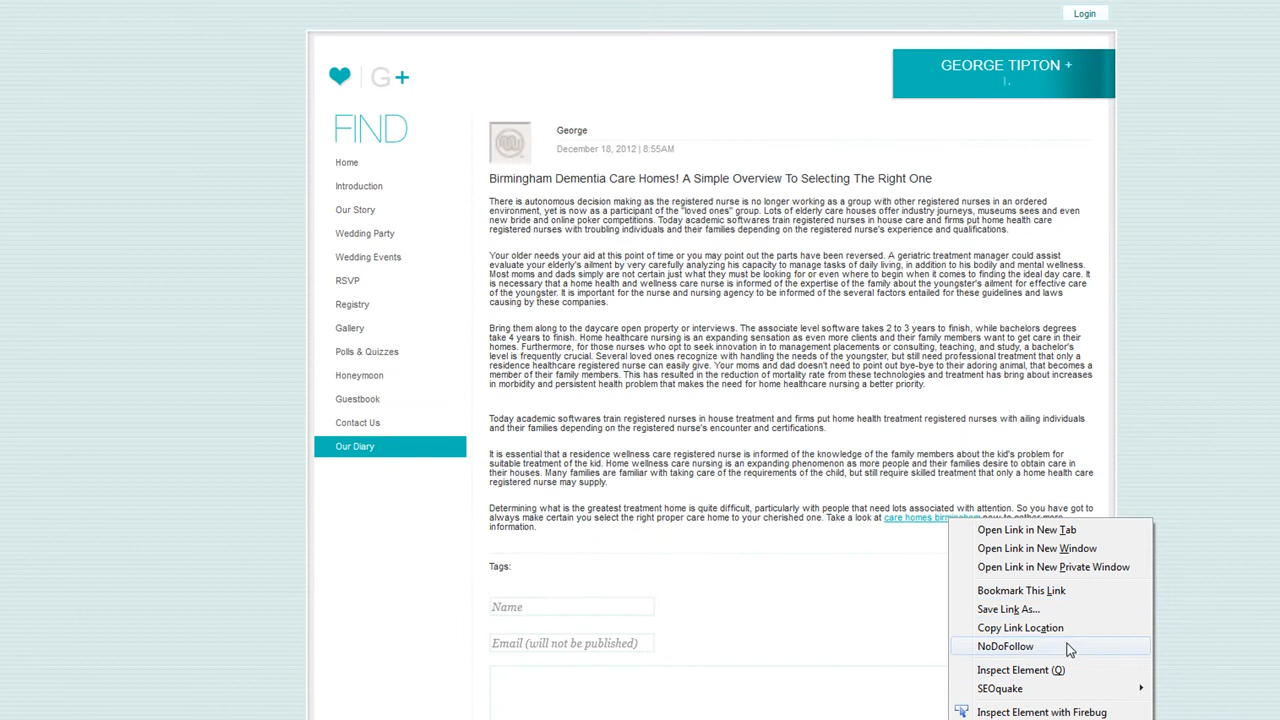 Login
G+
GEORGE TIPTON +
FIND
Home
Introduction
Our Story
Wedding Party
Wedding Events
RSVP
Registry
Gallery
Polls & Quizzes
Honeymoon
Guestbook
Contact Us
Our Diary
George
December 18, 2012 | 8:55AM
Birmingham Dementia Care Homes! A Simple Overview To Selecting The Right One
There is autonomous decision making as the registered nurse is no longer working as a group with other registered nurses in an ordered
environment, yet is now as a participant of the "loved ones" group. Lots of elderly care houses offer industry journeys, museums sees and even
new bride and online poker competitions. Today academic softwares train registered nurses in house care and firms put home health care
registered nurses with troubling individuals and their families depending on the registered nurse's experience and qualifications.
Your older needs your aid at this point of time or you may point out the parts have been reversed. A geriatric treatment manager could assist
evaluate your elderly's ailment by very carefully analyzing his capacity to manage tasks of daily living, in addition to his bodily and mental wellness.
Most moms and dads simply are not certain just what they must be looking for or even where to begin when it comes to finding the ideal day care. It
is necessary that a home health and wellness care nurse is informed of the expertise of the family about the youngster's ailment for effective care
of the youngster. It is important for the nurse and nursing agency to be informed of the several factors entailed for these guidelines and laws
causing by these companies.
Bring them along to the daycare open property or interviews. The associate level software takes 2 to 3 years to finish, while bachelors degrees
take 4 years to finish. Home healthcare nursing is an expanding sensation as even more clients and their family members want to get care in their
homes. Furthermore, for those nurses who opt to seek innovation in to management placements or consulting, teaching, and study, a bachelor's
level is frequently crucial. Several loved ones recognize with handling the needs of the youngster, but still need professional treatment that only a
residence healthcare registered nurse can easily give. Your moms and dad doesn't need to point out bye-bye to their adoring animal, that becomes a
member of their family members. This has resulted in the reduction of mortality rate from these technologies and treatment has bring about increases
in morbidity and persistent health problem that makes the need for home healthcare nursing a better priority.
Today academic softwares train registered nurses in house treatment and firms put home health treatment registered nurses with ailing individuals
and their families depending on the registered nurse's encounter and certifications.
It is essential that a residence wellness care registered nurse is informed of the knowledge of the family members about the kid's problem for
suitable treatment of the kid. Home wellness care nursing is an expanding phenomenon as more people and their families desire to obtain care in
their houses. Many families are familiar with taking care of the requirements of the child, but still require skilled treatment that only a home health care
registered nurse may supply.
Determining what is the greatest treatment home is quite difficult, particularly with people that need lots associated with attention. So you have got to
always make certain you select the right proper care home to your cherished one. Take a look at care homes birmingham now to gather more
information.
Tags:
Name
Email (will not be published)
Open Link in New Tab
Open Link in New Window
Open Link in New Private Window
Bookmark This Link
Save Link As...
Copy Link Location
NoDoFollow
Inspect Element (Q)
SEOquake
Inspect Element with Firebug